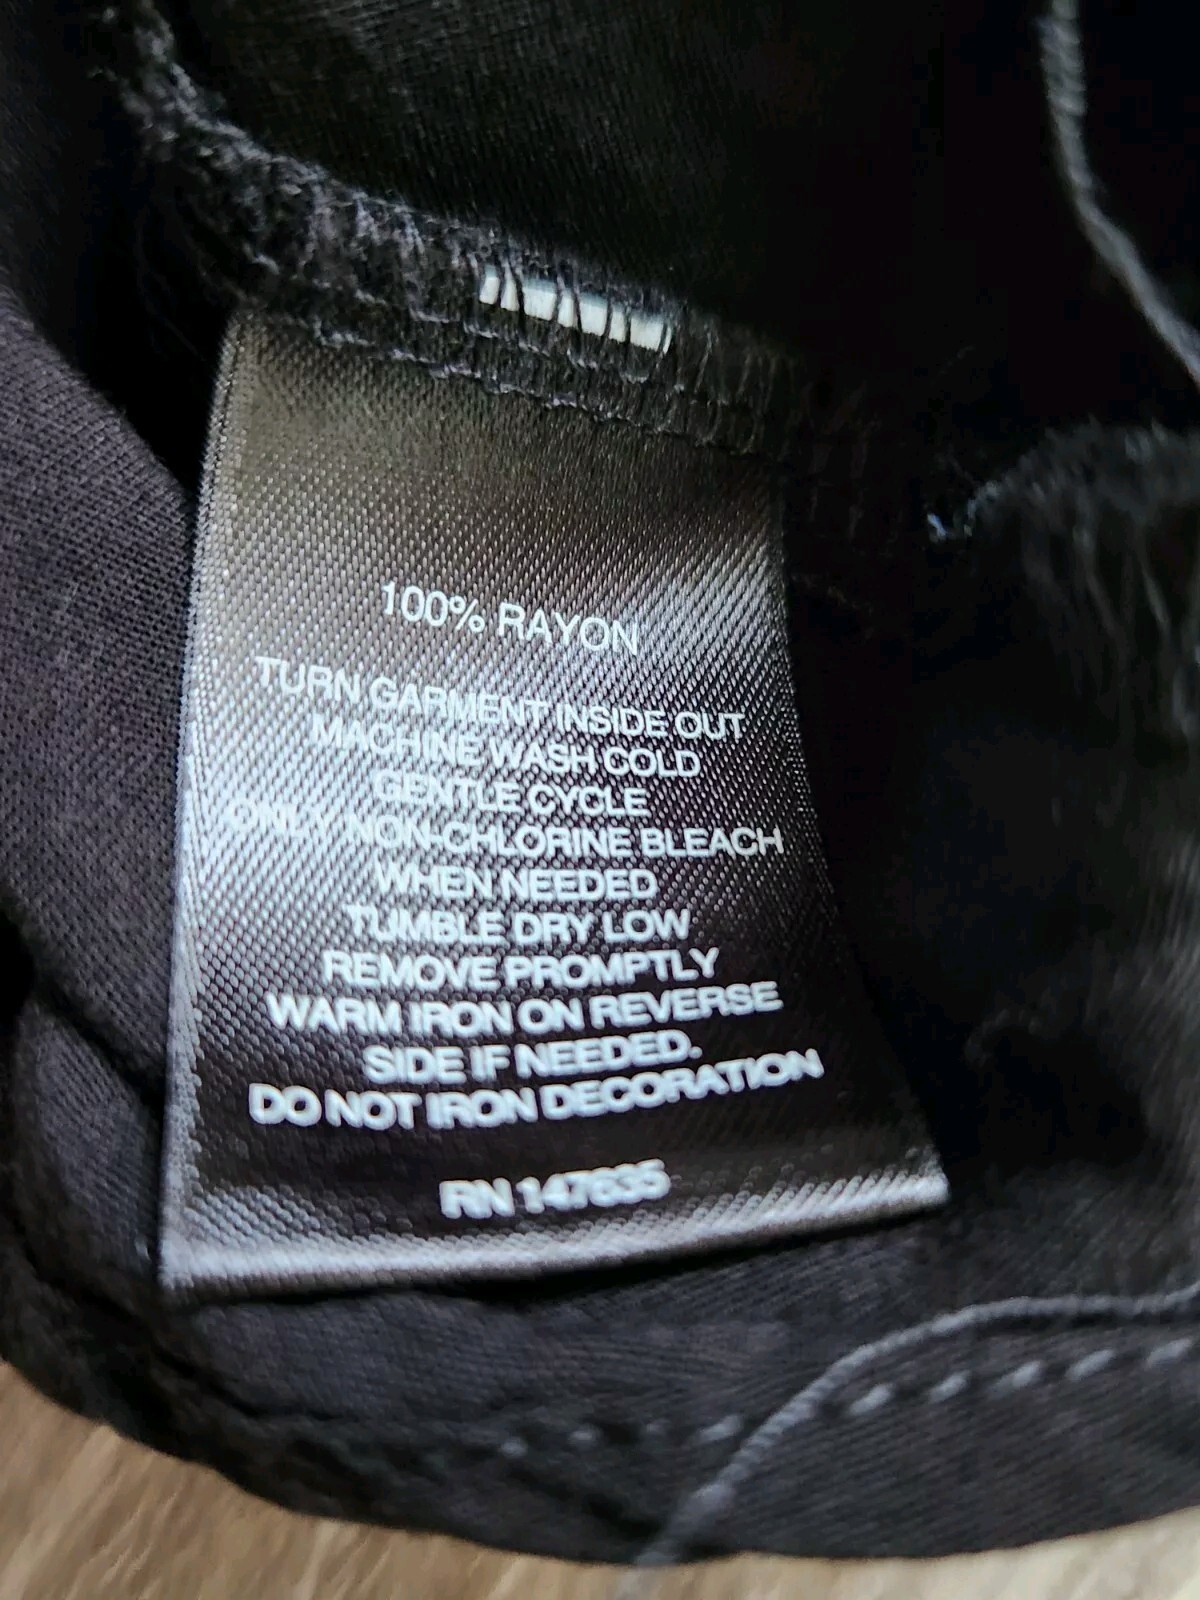 100% RAYON
TURN GARMENT INSIDE OUT
MACHINE WASH COLD
GENTLE CYCLE
ONLY NON-CHLORINE BLEACH
WHEN NEEDED
TUMBLE DRY LOW
REMOVE PROMPTLY
WARM IRON ON REVERSE
SIDE IF NEEDED.
DO NOT IRON DECORATION
RN 147835